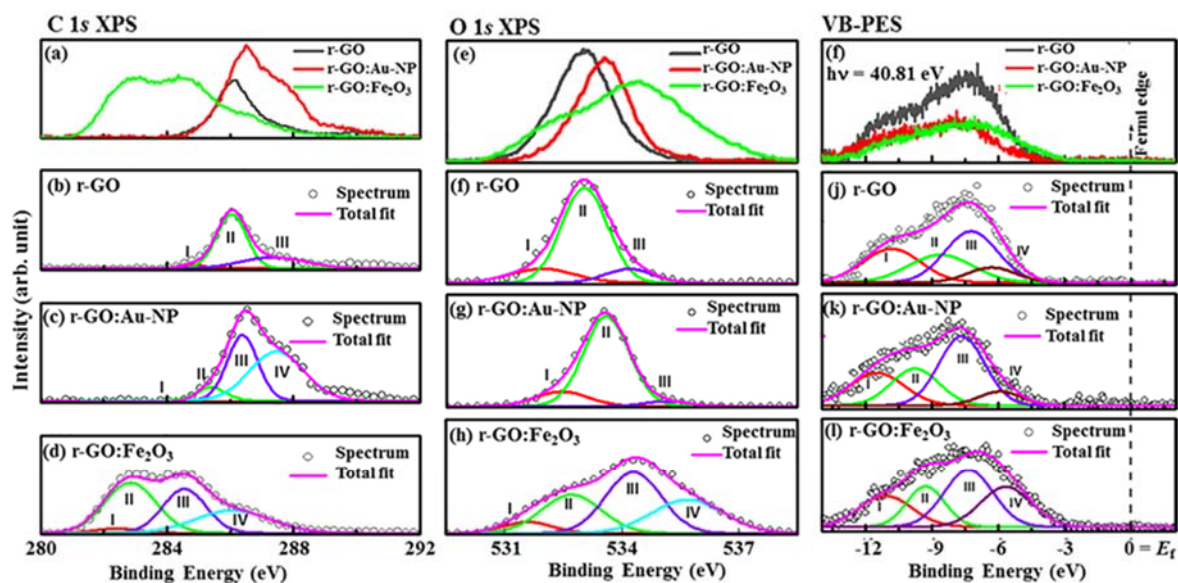 C 1s XPS
(a)
r-GO
r-GO:Au-NP
r-GO:Fe₂O₃
(b) r-GO
Spectrum
Total fit
I
II
III
(c) r-GO:Au-NP
Spectrum
Total fit
I
II
III
IV
(d)
r-GO:Fe₂O₃
Spectrum
Total fit
I
II
III
IV
280 284 288 292
Binding Energy (eV)
Intensity (arb. unit)
O 1s XPS
(e)
r-GO
r-GO:Au-NP
r-GO:Fe₂O₃
(f) r-GO
Spectrum
Total fit
I
II
III
(g) r-GO:Au-NP
Spectrum
Total fit
I
II
III
(h) r-GO:Fe₂O₃
Spectrum
Total fit
I
II
III
IV
531 534 537
Binding Energy (eV)
VB-PES
(f)
hν = 40.81 eV
r-GO
r-GO:Au-NP
r-GO:Fe₂O₃
Fermi edge
(j) r-GO
Spectrum
Total fit
I
II
III
IV
(k) r-GO:Au-NP
Spectrum
Total fit
I
II
III
IV
(l) r-GO:Fe₂O₃
Spectrum
Total fit
I
II
III
IV
-12 -9 -6 -3 0 = Ef
Binding Energy (eV)